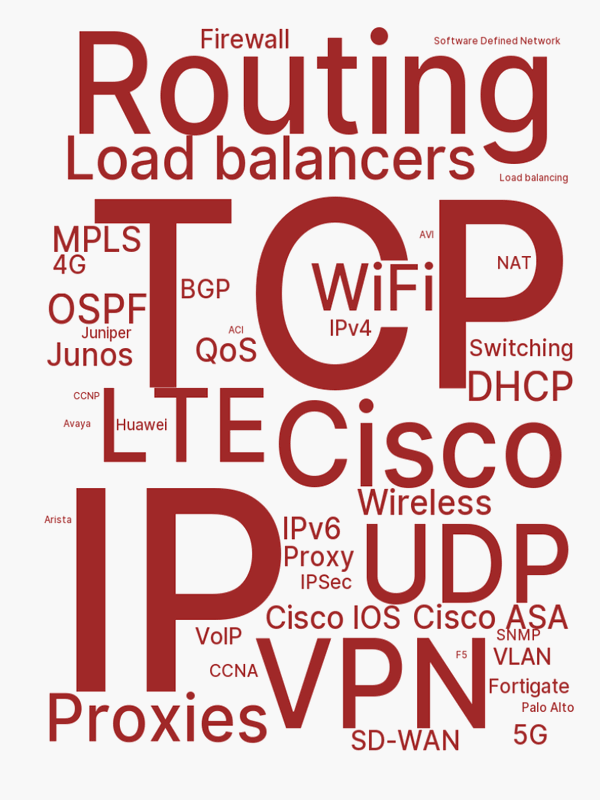 Firewall
Software Defined Network
Routing
Load balancers
Load balancing
TCP
MPLS
AVI
4G
WiFi
NAT
BGP
OSPF
IPv4
Juniper
ACI
Junos
QoS
Switching
DHCP
CCNP
LTE
Cisco
Avaya
Huawei
Wireless
Arista
IP
IPv6
UDP
Proxy
IPSec
Cisco IOS
Cisco ASA
VoIP
SNMP
VPN
F5
VLAN
CCNA
Fortigate
Proxies
Palo Alto
SD-WAN
5G